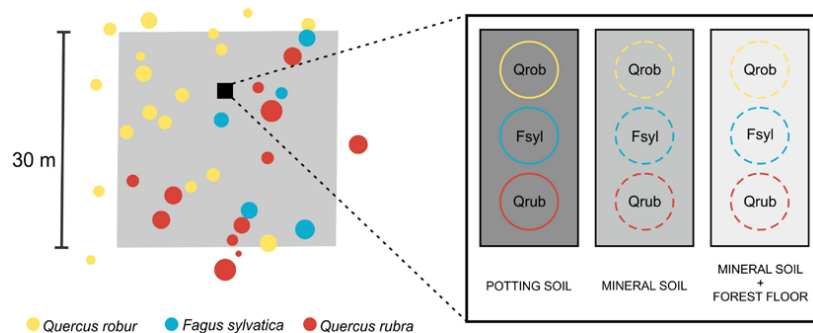 30 m
Quercus robur
Fagus sylvatica
Quercus rubra
Qrob
Qrob
Qrob
Fsyl
Fsyl
Fsyl
Qrub
Qrub
Qrub
POTTING SOIL
MINERAL SOIL
MINERAL SOIL
+
FOREST FLOOR